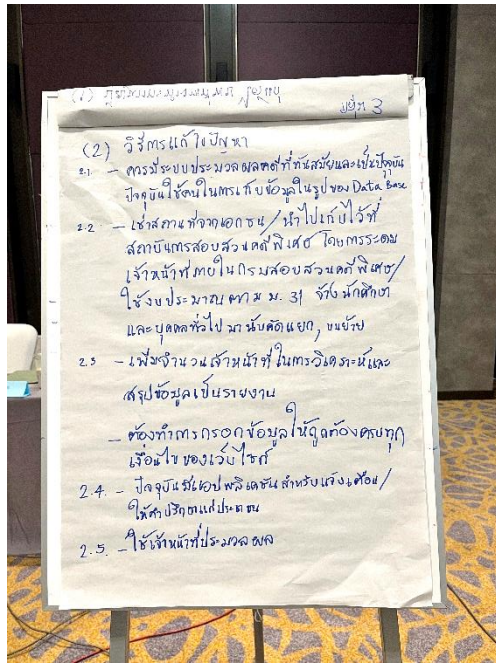 กลุ่ม 3
(2) วิธีการแก้ไขปัญหา
2.1 - ควรมีระบบประมวลผลคดีที่ทันสมัยและเป็นปัจจุบัน
ปัจจุบันใช้คนในการเก็บข้อมูลในรูปของ Data Base
2.2 - เช่าสถานที่จากเอกชน / นำไปเก็บไว้ที่
สถาบันการสอบสวนคดีพิเศษ โดยการระดม
เจ้าหน้าที่ภายในกรมสอบสวนคดีพิเศษ/
ใช้งบประมาณตาม ม. 31 จ้างนักศึกษา
และบุคคลทั่วไปมานับคัดแยก, ขนย้าย
2.3 - เพิ่มจำนวนเจ้าหน้าที่ในการวิเคราะห์และ
สรุปข้อมูลเป็นรายงาน
- ต้องทำการกรอกข้อมูลให้ถูกต้องครบทุก
เงื่อนไขของเว็บไซต์
2.4. - ปัจจุบันมีแอปพลิเคชันสำหรับแจ้งเตือน/
ให้คำปรึกษาแก่ประชาชน
2.5. - ใช้เจ้าหน้าที่ประมวลผล